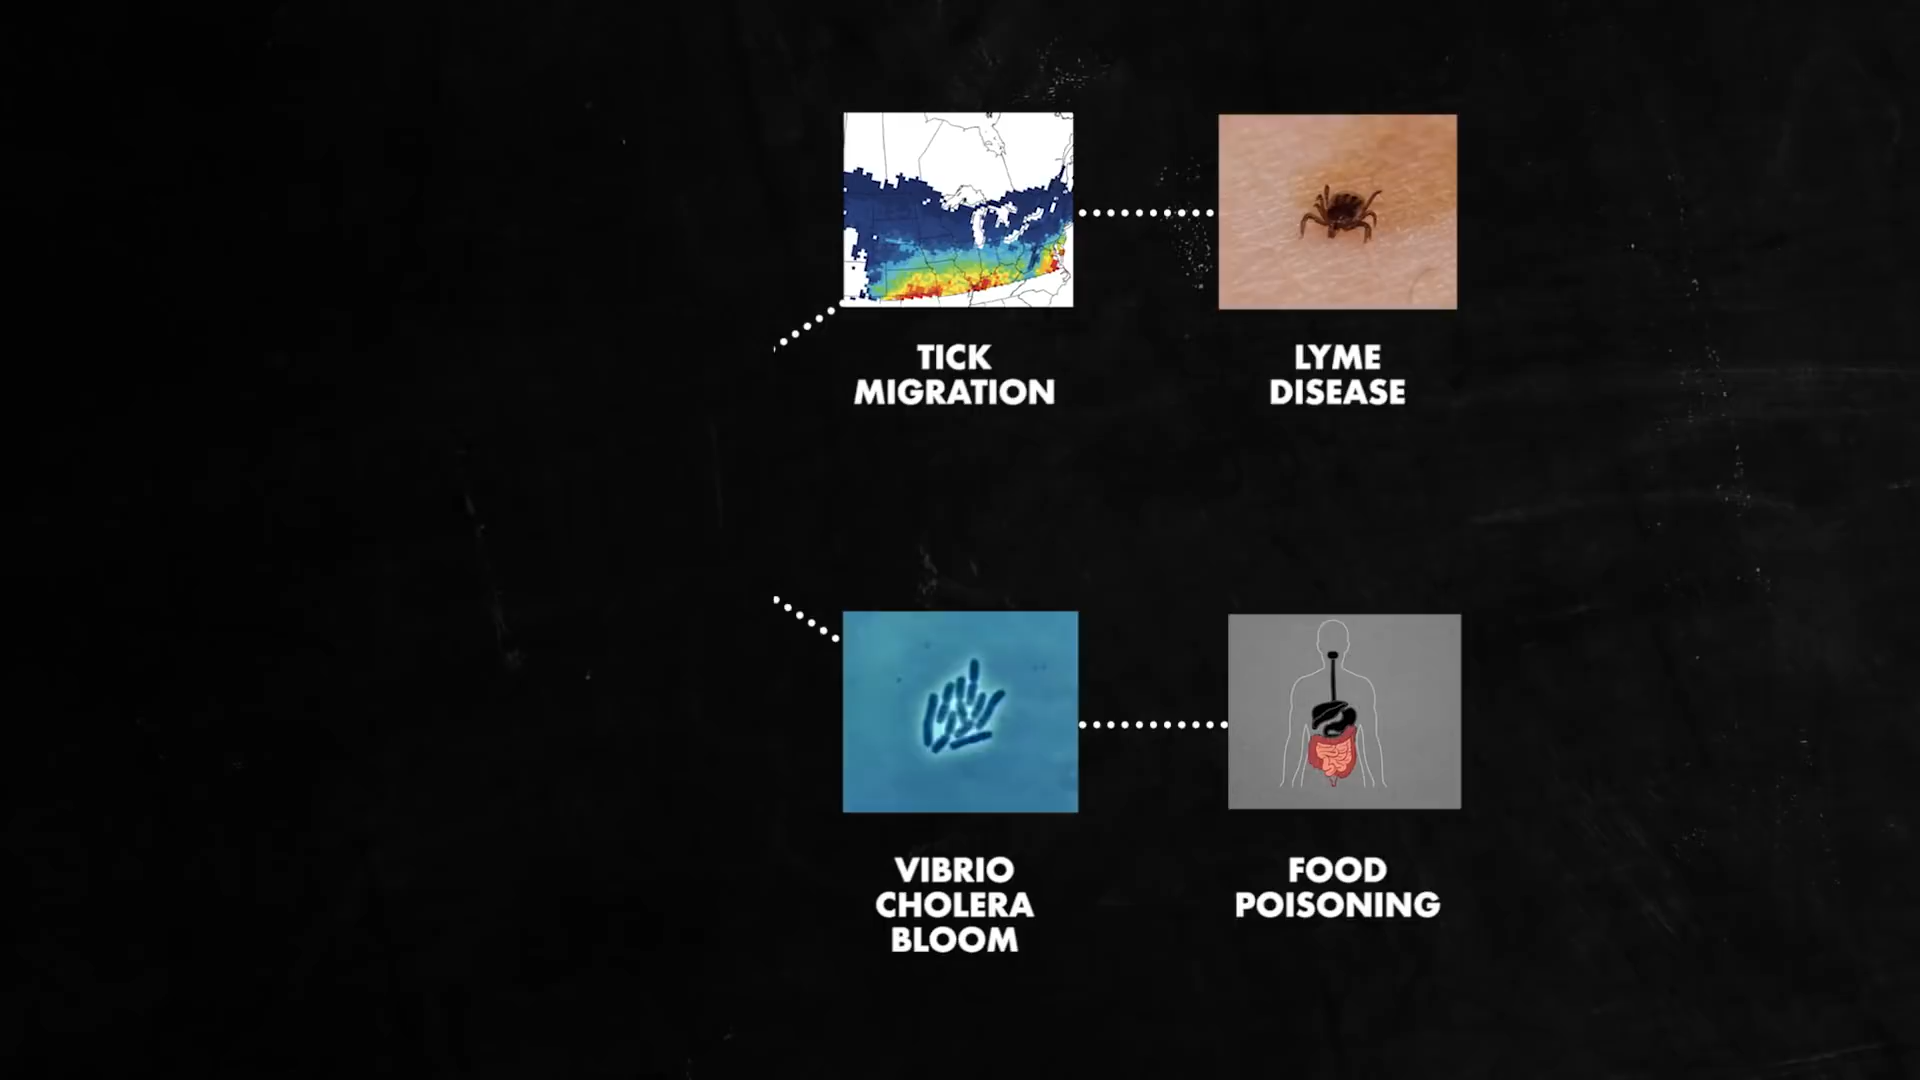 TICK
MIGRATION
LYME
DISEASE
VIBRIO
CHOLERA
BLOOM
FOOD
POISONING